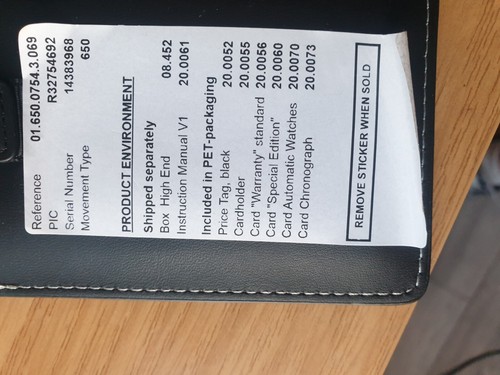 Reference 01.650.0754.3.069
PIC R32754692
Serial Number 14383968
Movement Type 650
PRODUCT ENVIRONMENT
Shipped separately
Box High End 08.452
Instruction Manual V1 20.0061
Included in PET-packaging
Price Tag, black 20.0052
Cardholder 20.0055
Card "Warranty" standard 20.0056
Card "Special Edition" 20.0060
Card Automatic Watches 20.0070
Card Chronograph 20.0073
REMOVE STICKER WHEN SOLD